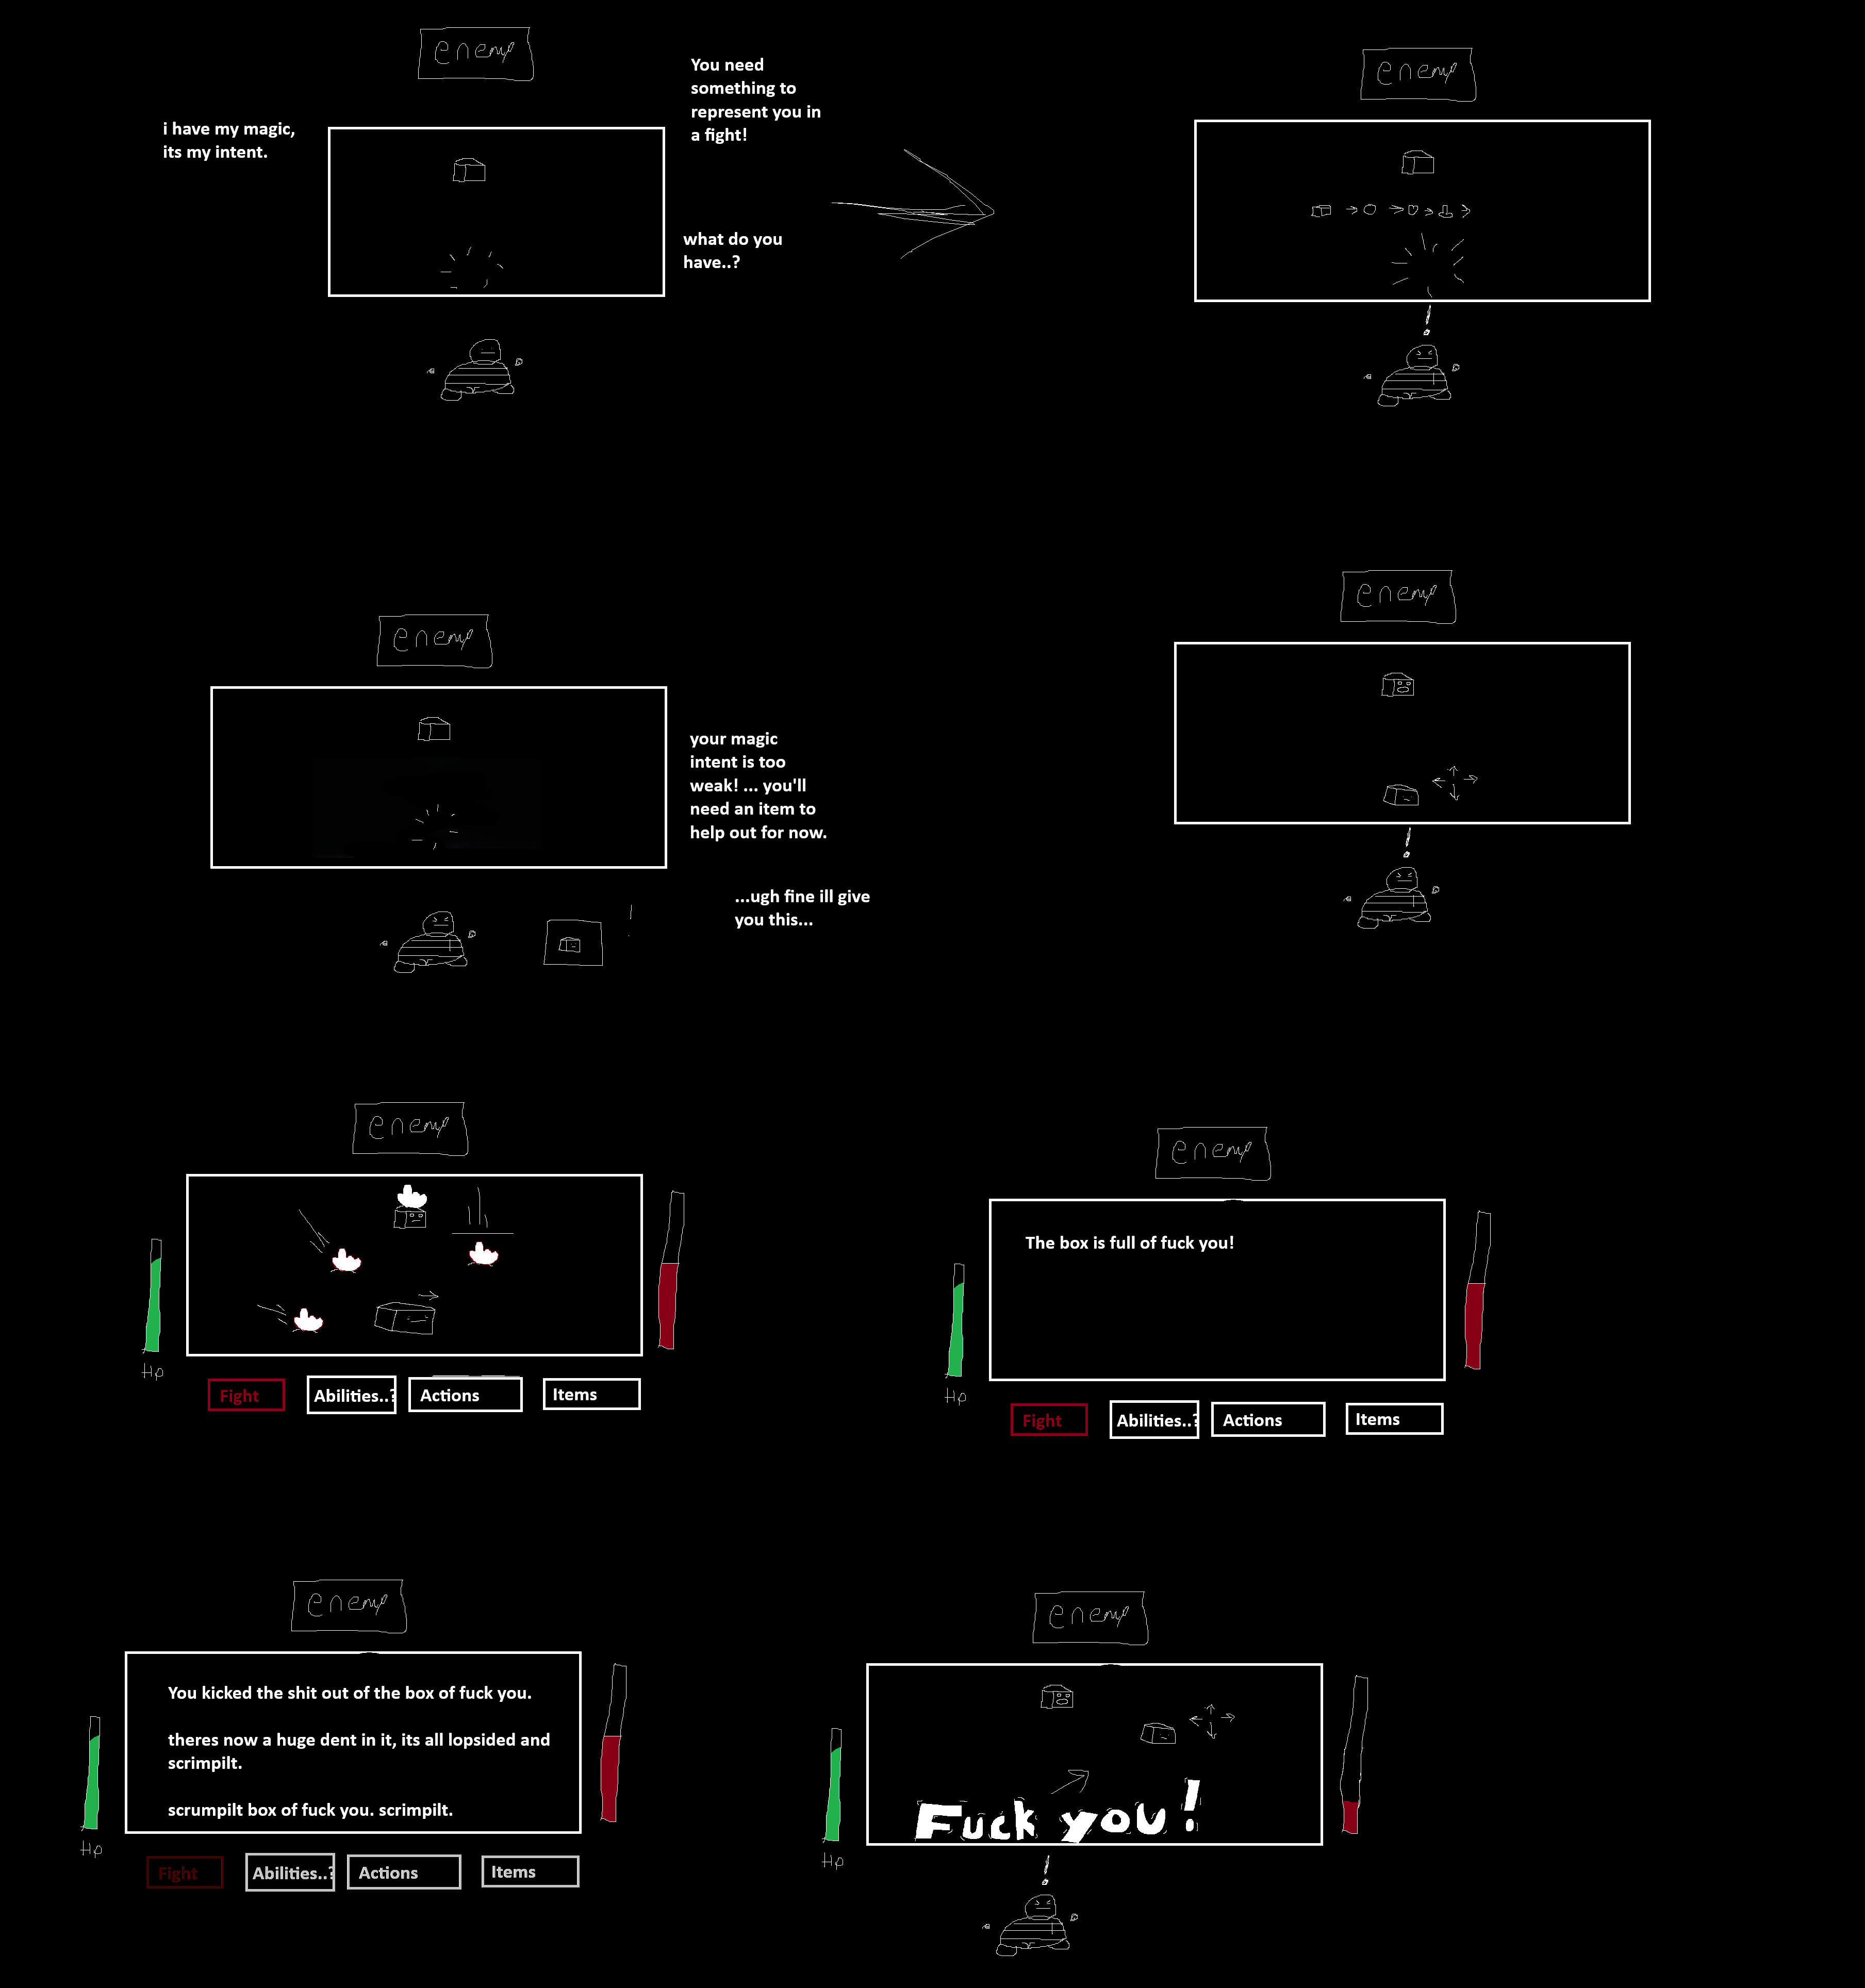 enemy
You need
something to
represent you in
a fight!
i have my magic,
its my intent.
what do you
have..?
enemy
enemy
your magic
intent is too
weak! ... you'll
need an item to
help out for now.
...ugh fine ill give
you this...
!
enemy
enemy
Hp
Fight
Abilities..?
Actions
Items
enemy
The box is full of fuck you!
Hp
Fight
Abilities..?
Actions
Items
enemy
You kicked the shit out of the box of fuck you.
theres now a huge dent in it, its all lopsided and
scrimpilt.
scrumpilt box of fuck you. scrimpilt.
Hp
Fight
Abilities..?
Actions
Items
enemy
Fuck you!
Hp